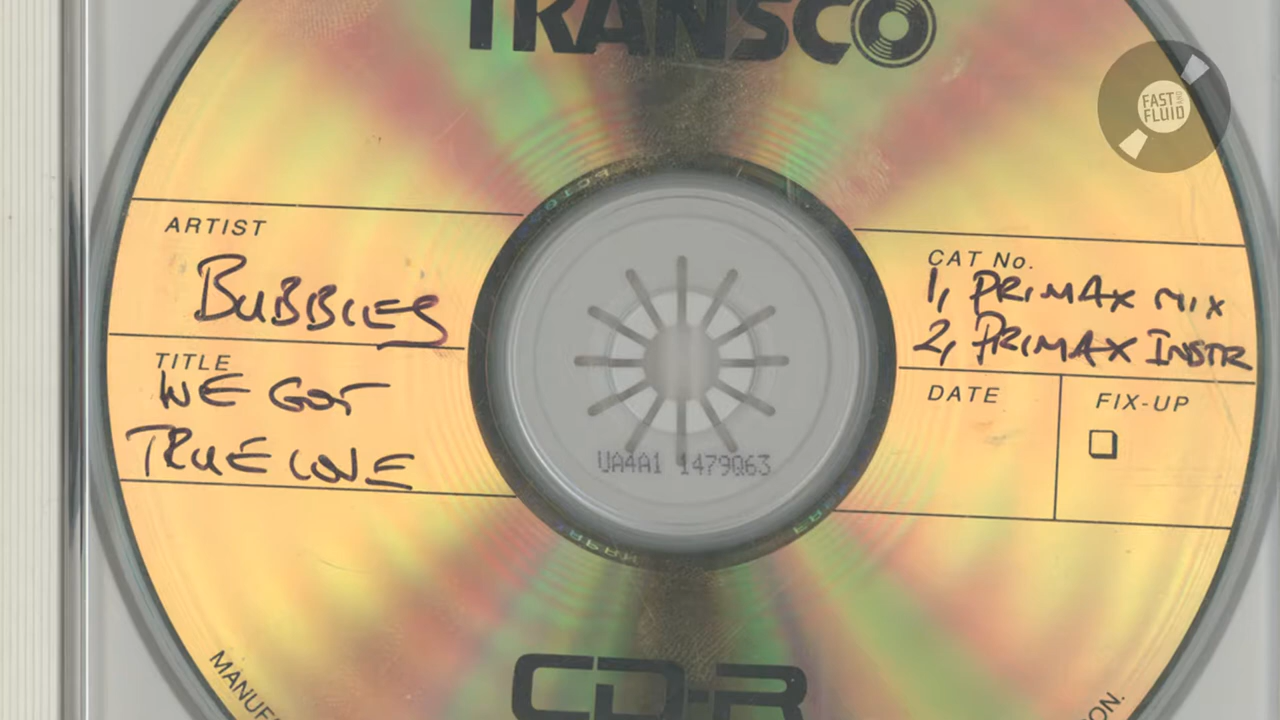 TRANSCO
FAST AND FLUID
ARTIST
BUBBLES
TITLE
WE GOT
TRUE LOVE
CAT No.
1, PRIMAX MIX
2, PRIMAX INSTR
DATE
FIX-UP
UA4A1 1479Q63
CD-R